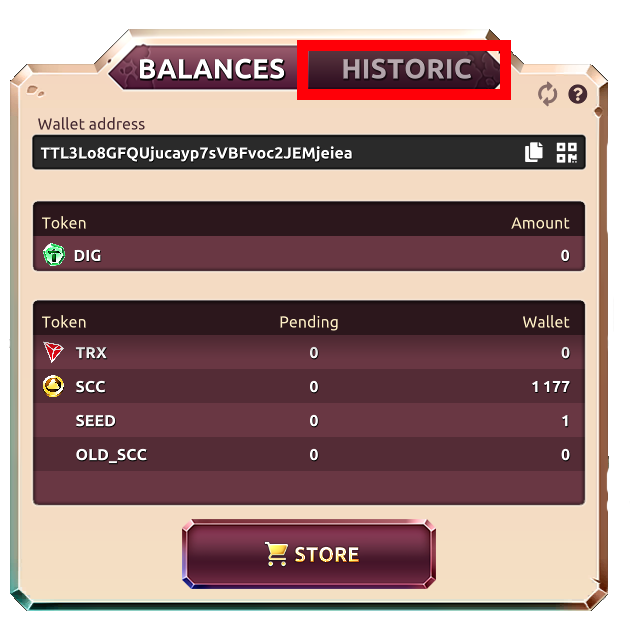 BALANCES HISTORIC
Wallet address
TTL3Lo8GFQUjucayp7sVBFvoc2JEMjeiea
Token Amount
DIG 0
Token Pending Wallet
TRX 0 0
SCC 0 1 177
SEED 0 1
OLD_SCC 0 0
STORE